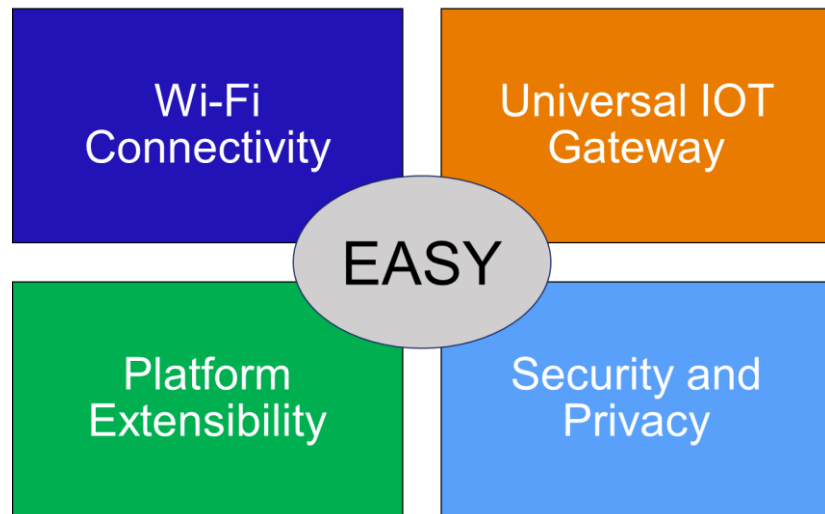 Wi-Fi
Connectivity
Universal IOT
Gateway
EASY
Platform
Extensibility
Security and
Privacy